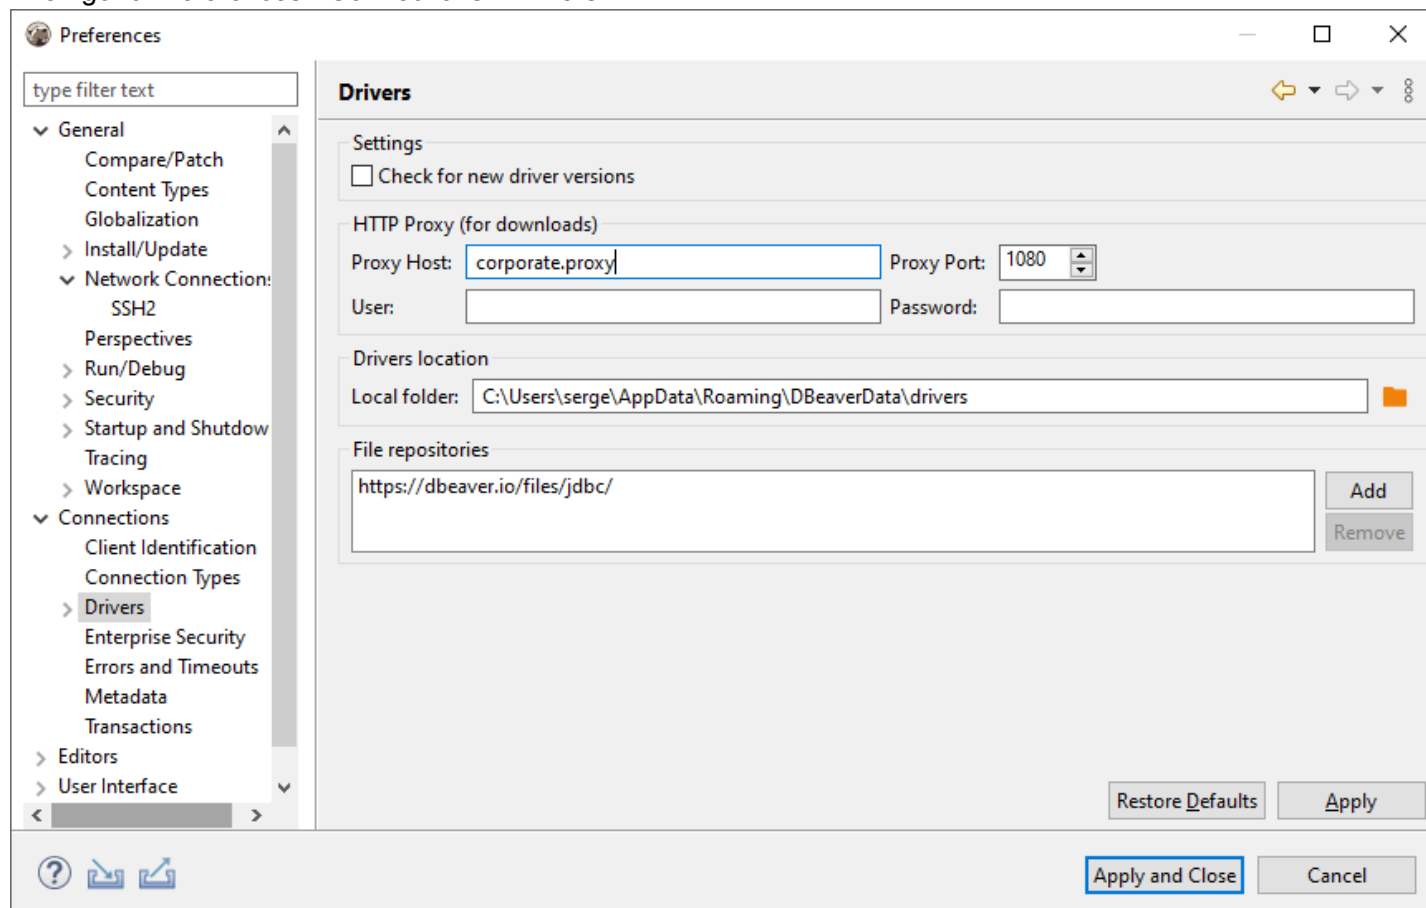 Preferences
type filter text
General
Compare/Patch
Content Types
Globalization
Install/Update
Network Connections
SSH2
Perspectives
Run/Debug
Security
Startup and Shutdow
Tracing
Workspace
Connections
Client Identification
Connection Types
Drivers
Enterprise Security
Errors and Timeouts
Metadata
Transactions
Editors
User Interface
Drivers
Settings
Check for new driver versions
HTTP Proxy (for downloads)
Proxy Host: corporate.proxy Proxy Port: 1080
User: Password:
Drivers location
Local folder: C:\Users\serge\AppData\Roaming\DBeaverData\drivers
File repositories
https://dbeaver.io/files/jdbc/
Add
Remove
Restore Defaults Apply
Apply and Close Cancel